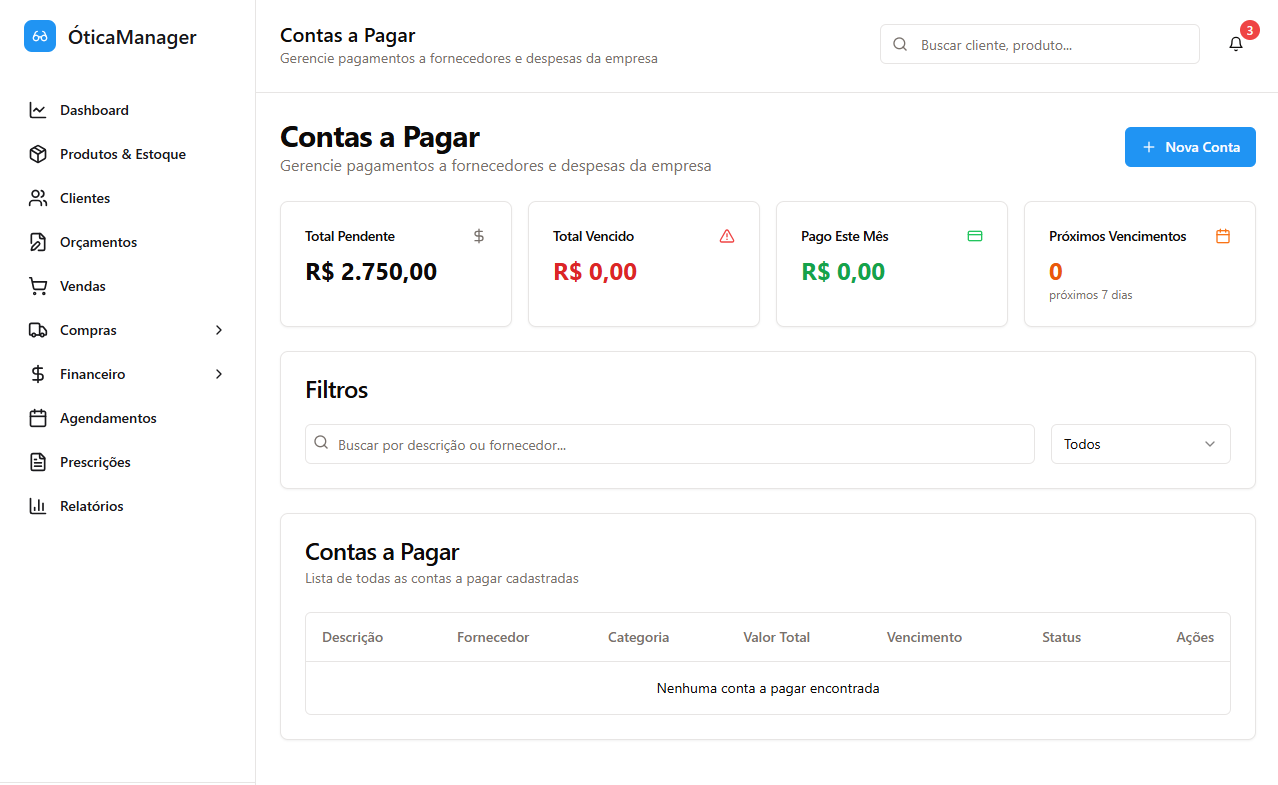 ÓticaManager
Dashboard
Produtos & Estoque
Clientes
Orçamentos
Vendas
Compras
Financeiro
Agendamentos
Prescrições
Relatórios
Contas a Pagar
Gerencie pagamentos a fornecedores e despesas da empresa
Buscar cliente, produto...
3
Contas a Pagar
Gerencie pagamentos a fornecedores e despesas da empresa
Nova Conta
Total Pendente
R$ 2.750,00
Total Vencido
R$ 0,00
Pago Este Mês
R$ 0,00
Próximos Vencimentos
0
próximos 7 dias
Filtros
Buscar por descrição ou fornecedor...
Todos
Contas a Pagar
Lista de todas as contas a pagar cadastradas
Descrição Fornecedor Categoria Valor Total Vencimento Status Ações
Nenhuma conta a pagar encontrada